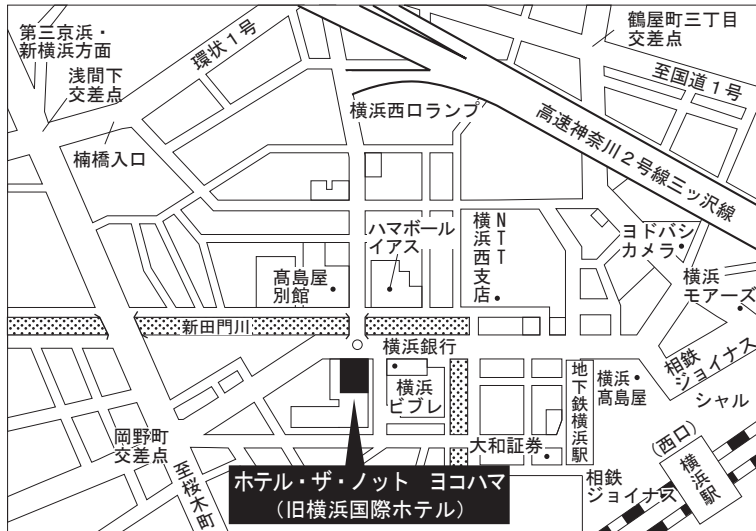 第三京浜・
新横浜方面
環状1号
鶴屋町三丁目
交差点
浅間下
交差点
至国道1号
楠橋入口
横浜西口ランプ
高速神奈川2号線三ッ沢線
ハマボール
イアス
NTT
横浜西支店
ヨドバシ
カメラ
髙島屋
別館
横浜
モアーズ
新田門川
横浜銀行
相鉄
ジョイナス
横浜
ビブレ
地下鉄横浜駅
横浜
髙島屋
シャル
岡野町
交差点
大和証券
(西口)
横浜駅
至桜木町
相鉄
ジョイナス
ホテル・ザ・ノット ヨコハマ
(旧横浜国際ホテル)